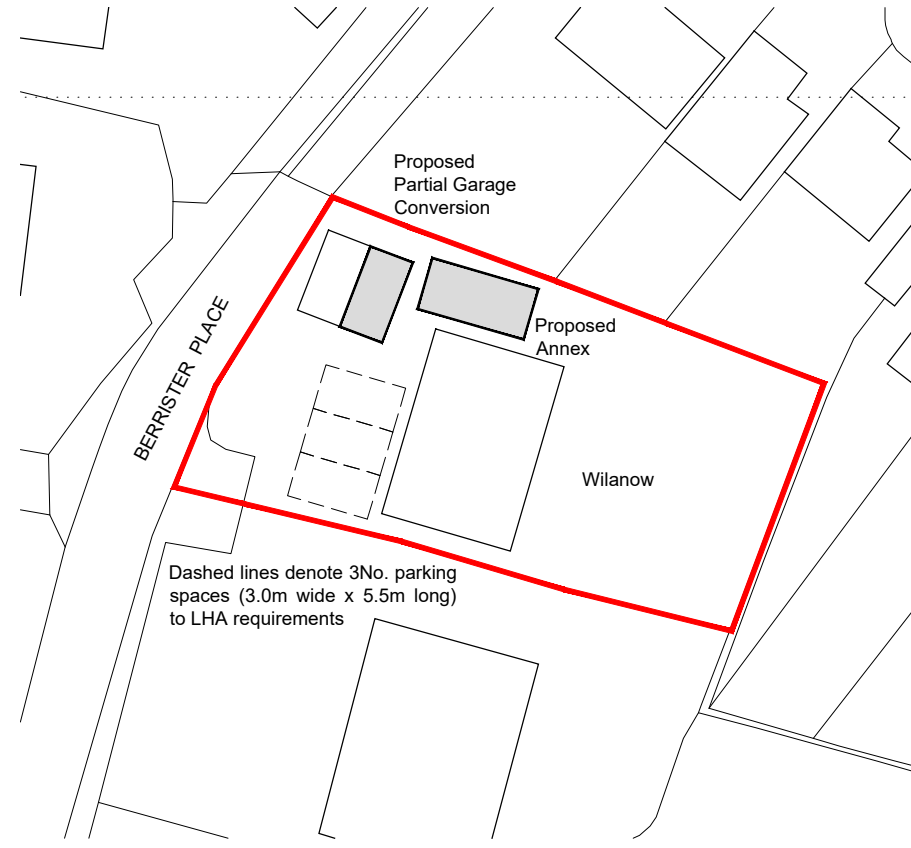 Proposed
Partial Garage
Conversion
Proposed
Annex
BERRISTER PLACE
Wilanow
Dashed lines denote 3No. parking
spaces (3.0m wide x 5.5m long)
to LHA requirements